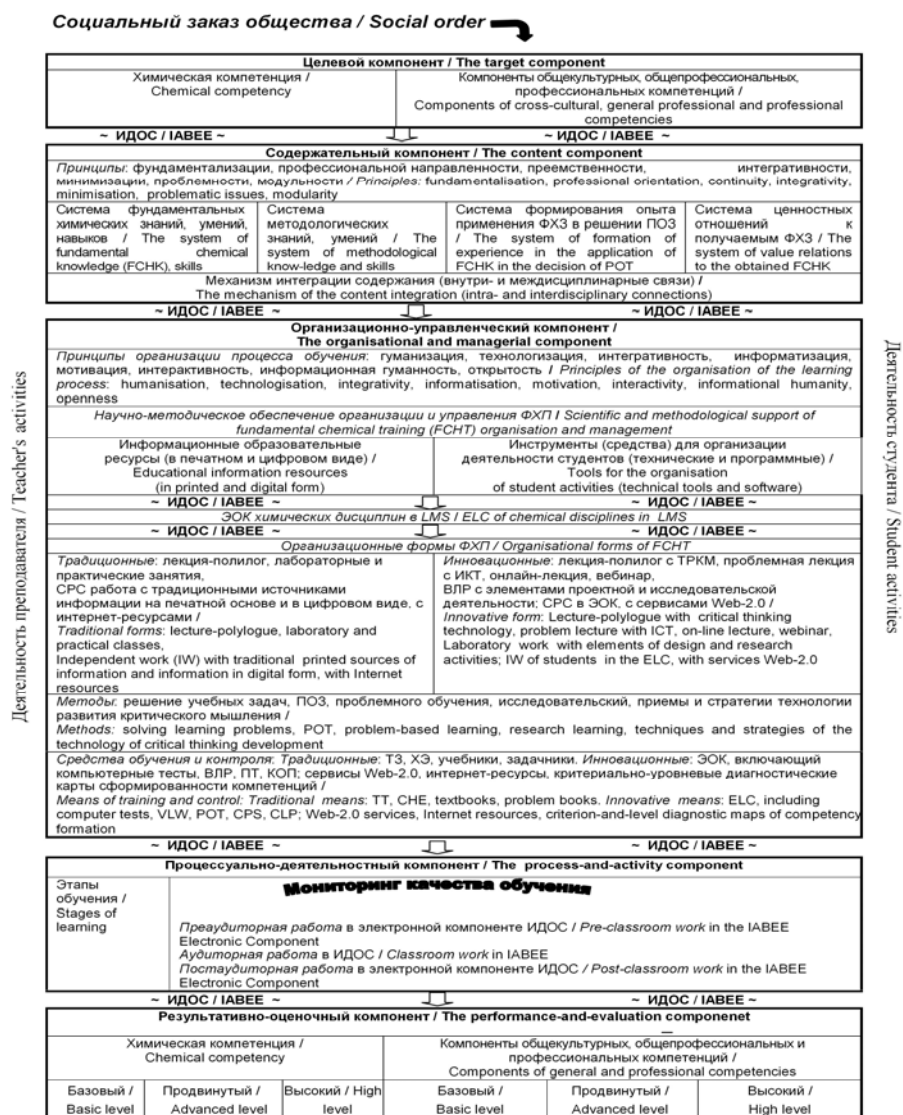 Социальный заказ общества / Social order
Целевой компонент / The target component
Химическая компетенция /
Chemical competency
Компоненты общекультурных, общепрофессиональных,
профессиональных компетенций /
Components of cross-cultural, general professional and professional
competencies
~ ИДОС / IABEE ~ ~ ИДОС / IABEE ~
Содержательный компонент / The content component
Принципы: фундаментализации, профессиональной направленности, преемственности, интегративности,
минимизации, проблемности, модульности / Principles: fundamentalisation, professional orientation, continuity, integrativity,
minimisation, problematic issues, modularity
Система фундаментальных
химических знаний, умений,
навыков / The system of
fundamental chemical
knowledge (FCHK), skills
Система
методологических
знаний, умений / The
system of methodological
know-ledge and skills
Система формирования опыта
применения ФХЗ в решении ПОЗ
/ The system of formation of
experience in the application of
FCHK in the decision of POT
Система ценностных
отношений к
получаемым ФХЗ / The
system of value relations
to the obtained FCHK
Механизм интеграции содержания (внутри- и междисциплинарные связи) /
The mechanism of the content integration (intra- and interdisciplinary connections)
~ ИДОС / IABEE ~ ~ ИДОС / IABEE ~
Организационно-управленческий компонент /
The organisational and managerial component
Принципы организации процесса обучения: гуманизация, технологизация, интегративность, информатизация,
мотивация, интерактивность, информационная гуманность, открытость / Principles of the organisation of the learning
process: humanisation, technologisation, integrativity, informatisation, motivation, interactivity, informational humanity,
openness
Научно-методическое обеспечение организации и управления ФХП / Scientific and methodological support of
fundamental chemical training (FCHT) organisation and management
Информационные образовательные
ресурсы (в печатном и цифровом виде) /
Educational information resources
(in printed and digital form)
Инструменты (средства) для организации
деятельности студентов (технические и программные) /
Tools for the organisation
of student activities (technical tools and software)
~ ИДОС / IABEE ~ ~ ИДОС / IABEE ~
ЭОК химических дисциплин в LMS / ELC of chemical disciplines in LMS
~ ИДОС / IABEE ~ ~ ИДОС / IABEE ~
Организационные формы ФХП / Organisational forms of FCHT
Традиционные: лекция-полилог, лабораторные и
практические занятия,
СРС работа с традиционными источниками
информации на печатной основе и в цифровом виде, с
интернет-ресурсами /
Traditional forms: lecture-polylogue, laboratory and
practical classes,
Independent work (IW) with traditional printed sources of
information and information in digital form, with Internet
resources
Инновационные: лекция-полилог с ТРКМ, проблемная лекция
с ИКТ, онлайн-лекция, вебинар,
ВЛР с элементами проектной и исследовательской
деятельности; СРС в ЭОК, с сервисами Web-2.0 /
Innovative form: Lecture-polylogue with critical thinking
technology, problem lecture with ICT, on-line lecture, webinar,
Laboratory work with elements of design and research
activities; IW of students in the ELC, with services Web-2.0
Методы: решение учебных задач, ПОЗ, проблемного обучения, исследовательский, приемы и стратегии технологии
развития критического мышления /
Methods: solving learning problems, POT, problem-based learning, research learning, techniques and strategies of the
technology of critical thinking development
Средства обучения и контроля: Традиционные: ТЗ, ХЭ, учебники, задачники. Инновационные: ЭОК, включающий
компьютерные тесты, ВЛР, ПТ, КОП; сервисы Web-2.0, интернет-ресурсы, критериально-уровневые диагностические
карты сформированности компетенций /
Means of training and control: Traditional means: TT, CHE, textbooks, problem books. Innovative means: ELC, including
computer tests, VLW, POT, CPS, CLP; Web-2.0 services, Internet resources, criterion-and-level diagnostic maps of competency
formation
~ ИДОС / IABEE ~ ~ ИДОС / IABEE ~
Процессуально-деятельностный компонент / The process-and-activity component
Этапы
обучения /
Stages of
learning
Мониторинг качества обучения
Преаудиторная работа в электронной компоненте ИДОС / Pre-classroom work in the IABEE
Electronic Component
Аудиторная работа в ИДОС / Classroom work in IABEE
Постаудиторная работа в электронной компоненте ИДОС / Post-classroom work in the IABEE
Electronic Component
~ ИДОС / IABEE ~ ~ ИДОС / IABEE ~
Результативно-оценочный компонент / The performance-and-evaluation componenet
Химическая компетенция /
Chemical competency
Компоненты общекультурных, общепрофессиональных и
профессиональных компетенций /
Components of general and professional competencies
Базовый /
Basic level
Продвинутый /
Advanced level
Высокий / High
level
Базовый /
Basic level
Продвинутый /
Advanced level
Высокий /
High level
Деятельность преподавателя / Teacher's activities
Деятельность студента / Student activities